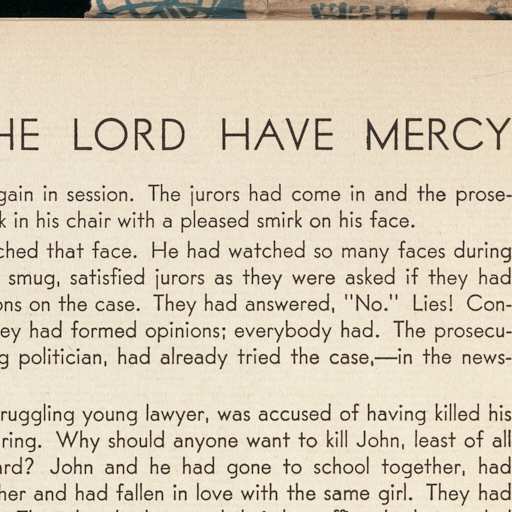 HE LORD HAVE MERCY
gain in session. The jurors had come in and the prose-
k in his chair with a pleased smirk on his face.
ched that face. He had watched so many faces during
smug, satisfied jurors as they were asked if they had
ons on the case. They had answered, "No." Lies! Con-
ey had formed opinions; everybody had. The prosecu-
g politician, had already tried the case,—in the news-
ruggling young lawyer, was accused of having killed his
ring. Why should anyone want to kill John, least of all
ard? John and he had gone to school together, had
her and had fallen in love with the same girl. They had